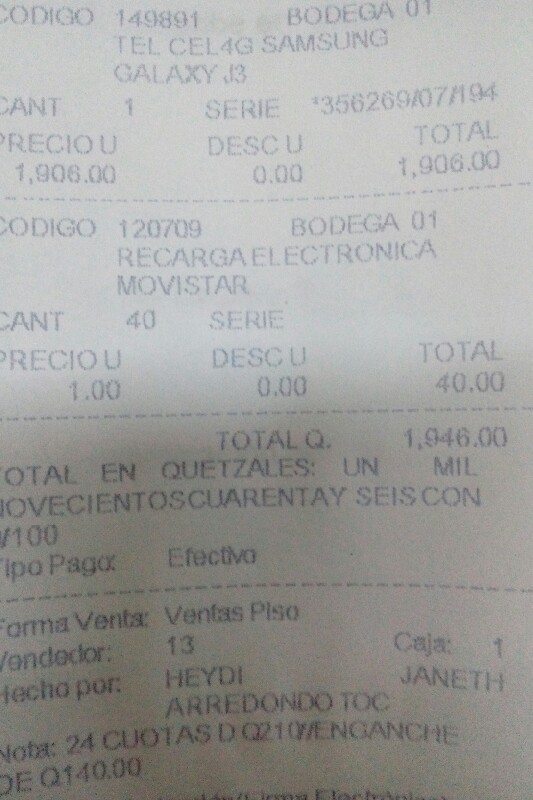 CODIGO 149891 BODEGA 01
TEL CEL4G SAMSUNG
GALAXY J3
CANT 1 SERIE *356269/07/194
PRECIO U DESC U TOTAL
1,906.00 0.00 1,906.00
CODIGO 120709 BODEGA 01
RECARGA ELECTRONICA
MOVISTAR
CANT 40 SERIE
PRECIO U DESC U TOTAL
1.00 0.00 40.00
TOTAL Q. 1,946.00
TOTAL EN QUETZALES: UN MIL
NOVECIENTOSCUARENTAY SEIS CON
/100
Tipo Pago: Efectivo
Forma Venta: Ventas Piso
Vendedor: 13 Caja: 1
Hecho por: HEYDI JANETH
ARREDONDO TOC
Nota: 24 CUOTAS D Q210 ENGANCHE
DE Q140.00